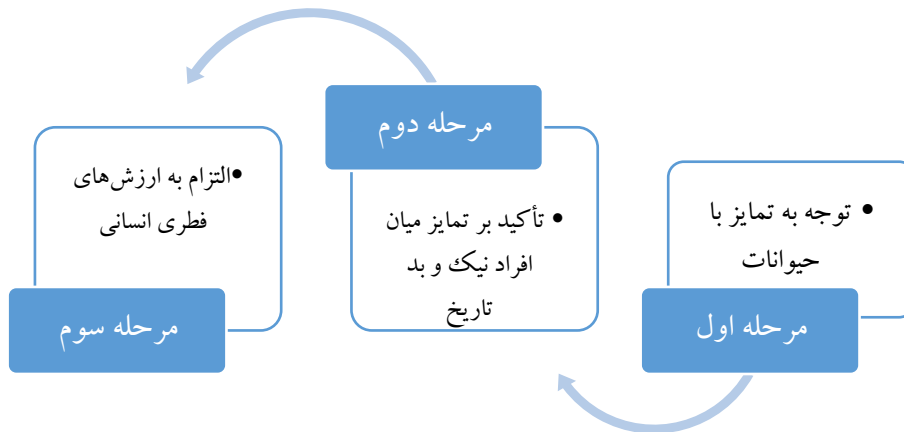 • توجه به تمایز با
حیوانات
مرحله اول
مرحله دوم
• تأکید بر تمایز میان
افراد نیک و بد
تاریخ
•التزام به ارزش‌های
فطری انسانی
مرحله سوم